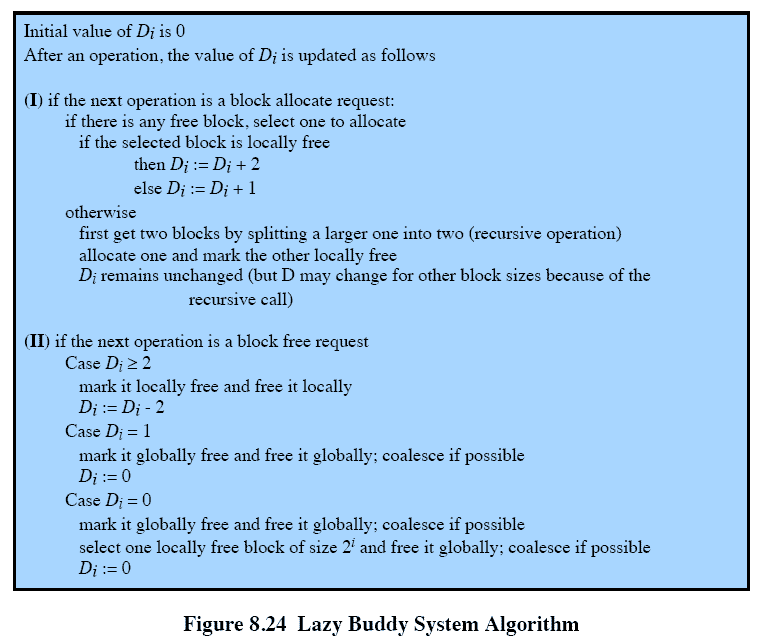 Initial value of Di is 0
After an operation, the value of Di is updated as follows
(I) if the next operation is a block allocate request:
if there is any free block, select one to allocate
if the selected block is locally free
then Di := Di + 2
else Di := Di + 1
otherwise
first get two blocks by splitting a larger one into two (recursive operation)
allocate one and mark the other locally free
Di remains unchanged (but D may change for other block sizes because of the
recursive call)
(II) if the next operation is a block free request
Case Di ≥ 2
mark it locally free and free it locally
Di := Di - 2
Case Di = 1
mark it globally free and free it globally; coalesce if possible
Di := 0
Case Di = 0
mark it globally free and free it globally; coalesce if possible
select one locally free block of size 2^i and free it globally; coalesce if possible
Di := 0
Figure 8.24 Lazy Buddy System Algorithm